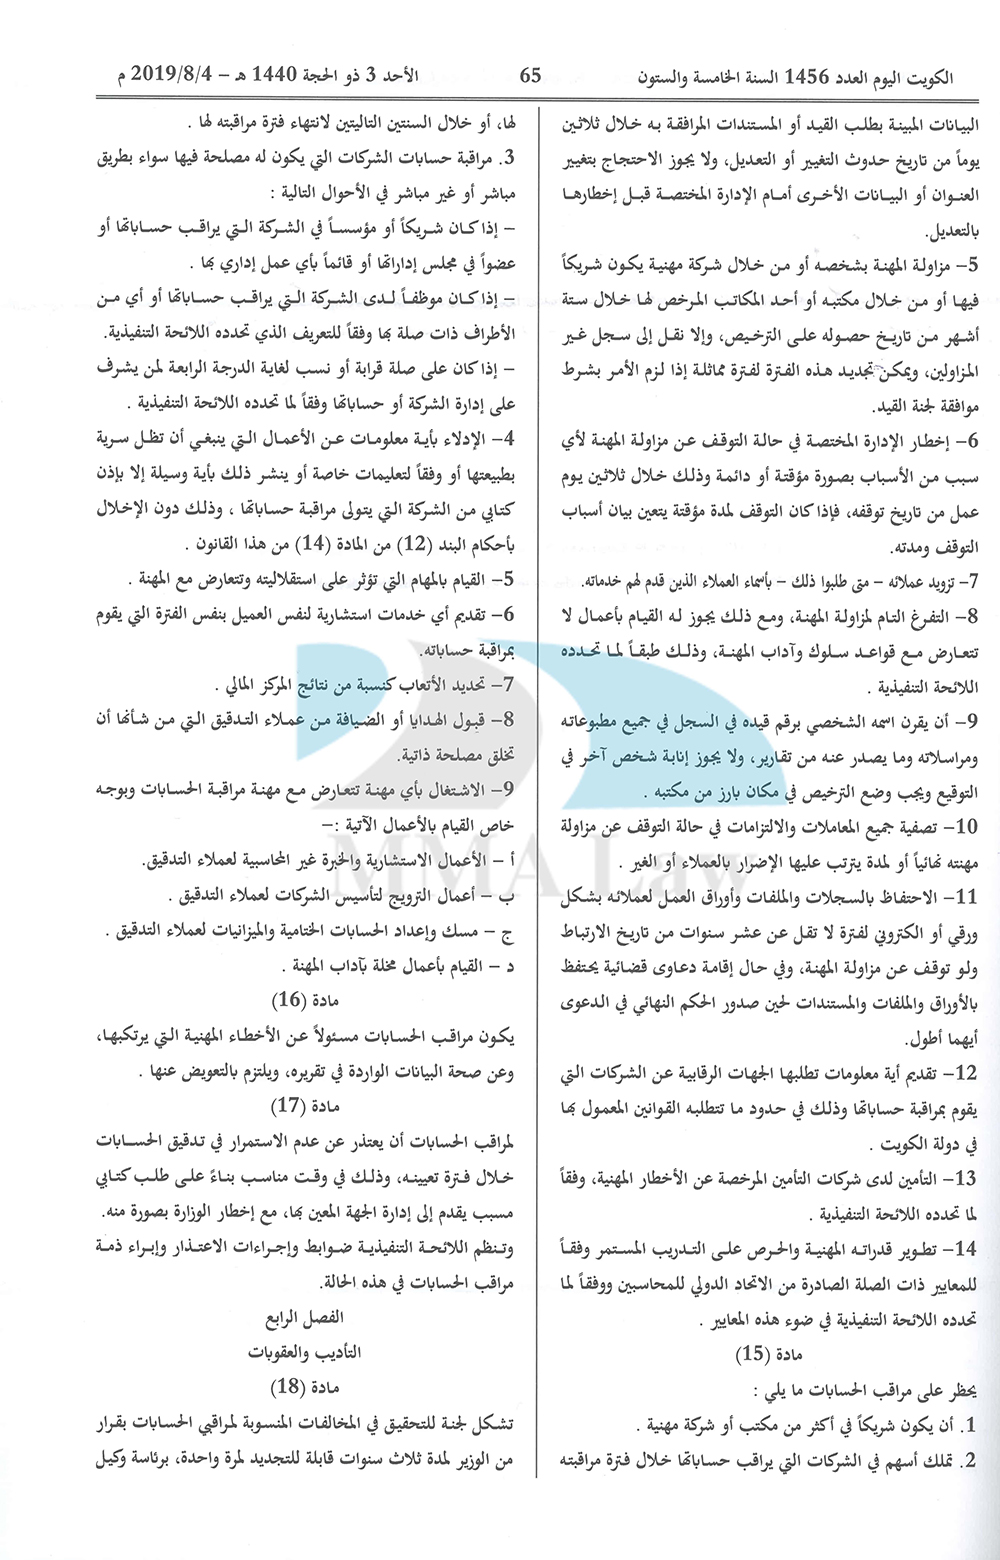 الكويت اليوم العدد 1456 السنة الخامسة والستون
65
الأحد 3 ذو الحجة 1440 هـ – 2019/8/4 م
البيانات المبينة بطلب القيد أو المستندات المرافقة به خلال ثلاثين
يوماً من تاريخ حدوث التغيير أو التعديل، ولا يجوز الاحتجاج بتغيير
العنوان أو البيانات الأخرى أمام الإدارة المختصة قبل إخطارها
بالتعديل.
5– مزاولة المهنة بشخصه أو من خلال شركة مهنية يكون شريكاً
فيها أو من خلال مكتبه أو أحد المكاتب المرخص لها خلال ستة
أشهر من تاريخ حصوله على الترخيص، وإلا نقل إلى سجل غير
المزاولين، ويمكن تجديد هذه الفترة لفترة مماثلة إذا لزم الأمر بشرط
موافقة لجنة القيد.
6– إخطار الإدارة المختصة في حالة التوقف عن مزاولة المهنة لأي
سبب من الأسباب بصورة مؤقتة أو دائمة وذلك خلال ثلاثين يوم
عمل من تاريخ توقفه، فإذا كان التوقف لمدة مؤقتة يتعين بيان أسباب
التوقف ومدته.
7– تزويد عملائه – متى طلبوا ذلك – بأسماء العملاء الذين قدم لهم خدماته.
8– التفرغ التام لمزاولة المهنة، ومع ذلك يجوز له القيام بأعمال لا
تتعارض مع قواعد سلوك وآداب المهنة، وذلك طبقاً لما تحدده
اللائحة التنفيذية .
9– أن يقرن اسمه الشخصي برقم قيده في السجل في جميع مطبوعاته
ومراسلاته وما يصدر عنه من تقارير، ولا يجوز إنابة شخص آخر في
التوقيع ويجب وضع الترخيص في مكان بارز من مكتبه .
10– تصفية جميع المعاملات والالتزامات في حالة التوقف عن مزاولة
مهنته نهائياً أو لمدة يترتب عليها الإضرار بالعملاء أو الغير .
11– الاحتفاظ بالسجلات والملفات وأوراق العمل لعملائه بشكل
ورقي أو الكتروني لفترة لا تقل عن عشر سنوات من تاريخ الارتباط
ولو توقف عن مزاولة المهنة، وفي حال إقامة دعاوى قضائية يحتفظ
بالأوراق والملفات والمستندات لحين صدور الحكم النهائي في الدعوى
أيهما أطول.
12– تقديم أية معلومات تطلبها الجهات الرقابية عن الشركات التي
يقوم بمراقبة حساباتها وذلك في حدود ما تتطلبه القوانين المعمول بها
في دولة الكويت .
13– التأمين لدى شركات التأمين المرخصة عن الأخطار المهنية، وفقاً
لما تحدده اللائحة التنفيذية .
14– تطوير قدراته المهنية والحرص على التدريب المستمر وفقاً
للمعايير ذات الصلة الصادرة من الاتحاد الدولي للمحاسبين ووفقاً لما
تحدده اللائحة التنفيذية في ضوء هذه المعايير .
مادة (15)
يحظر على مراقب الحسابات ما يلي :
1. أن يكون شريكاً في أكثر من مكتب أو شركة مهنية .
2. تملك أسهم في الشركات التي يراقب حساباتها خلال فترة مراقبته
لها، أو خلال السنتين التاليتين لانتهاء فترة مراقبته لها .
3. مراقبة حسابات الشركات التي يكون له مصلحة فيها سواء بطريق
مباشر أو غير مباشر في الأحوال التالية :
– إذا كان شريكاً أو مؤسساً في الشركة التي يراقب حساباتها أو
عضواً في مجلس إداراتها أو قائماً بأي عمل إداري بها .
– إذا كان موظفاً لدى الشركة التي يراقب حساباتها أو أي من
الأطراف ذات صلة بها وفقاً للتعريف الذي تحدده اللائحة التنفيذية.
– إذا كان على صلة قرابة أو نسب لغاية الدرجة الرابعة لمن يشرف
على إدارة الشركة أو حساباتها وفقاً لما تحدده اللائحة التنفيذية .
4– الإدلاء بأية معلومات عن الأعمال التي ينبغي أن تظل سرية
بطبيعتها أو وفقاً لتعليمات خاصة أو ينشر ذلك بأية وسيلة إلا بإذن
كتابي من الشركة التي يتولى مراقبة حساباتها ، وذلك دون الإخلال
بأحكام البند (12) من المادة (14) من هذا القانون .
5– القيام بالمهام التي تؤثر على استقلاليته وتتعارض مع المهنة .
6– تقديم أي خدمات استشارية لنفس العميل بنفس الفترة التي يقوم
بمراقبة حساباته.
7– تحديد الأتعاب كنسبة من نتائج المركز المالي .
8– قبول الهدايا أو الضيافة من عملاء التدقيق التي من شأنها أن
تخلق مصلحة ذاتية.
9– الاشتغال بأي مهنة تتعارض مع مهنة مراقبة الحسابات وبوجه
خاص القيام بالأعمال الآتية :–
أ – الأعمال الاستشارية والخبرة غير المحاسبية لعملاء التدقيق.
ب – أعمال الترويج لتأسيس الشركات لعملاء التدقيق .
ج – مسك وإعداد الحسابات الختامية والميزانيات لعملاء التدقيق .
د – القيام بأعمال مخلة بآداب المهنة .
مادة (16)
يكون مراقب الحسابات مسئولاً عن الأخطاء المهنية التي يرتكبها،
وعن صحة البيانات الواردة في تقريره، ويلتزم بالتعويض عنها .
مادة (17)
لمراقب الحسابات أن يعتذر عن عدم الاستمرار في تدقيق الحسابات
خلال فترة تعيينه، وذلك في وقت مناسب بناءً على طلب كتابي
مسبب يقدم إلى إدارة الجهة المعين بها، مع إخطار الوزارة بصورة منه.
وتنظم اللائحة التنفيذية ضوابط وإجراءات الاعتذار وإبراء ذمة
مراقب الحسابات في هذه الحالة.
الفصل الرابع
التأديب والعقوبات
مادة (18)
تشكل لجنة للتحقيق في المخالفات المنسوبة لمراقبي الحسابات بقرار
من الوزير لمدة ثلاث سنوات قابلة للتجديد لمرة واحدة، برئاسة وكيل
MMA Law